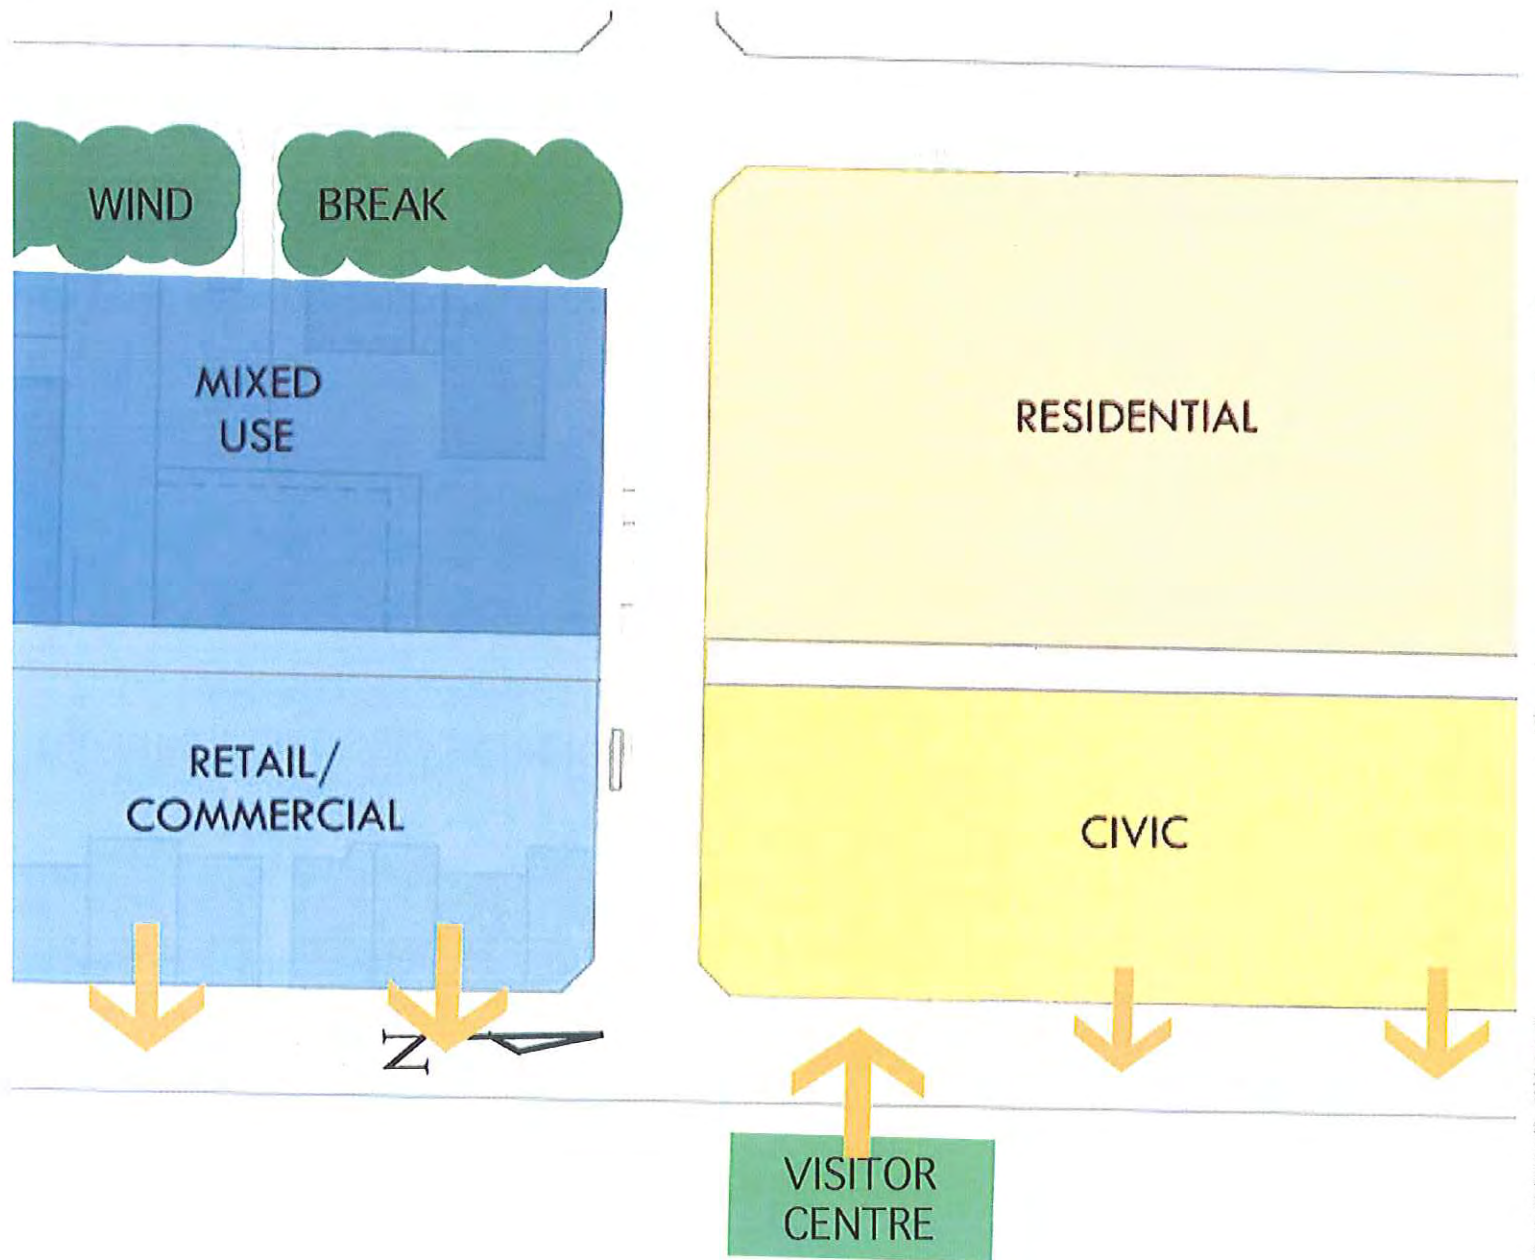 WIND
BREAK
MIXED
USE
RESIDENTIAL
RETAIL/
COMMERCIAL
CIVIC
N
VISITOR
CENTRE